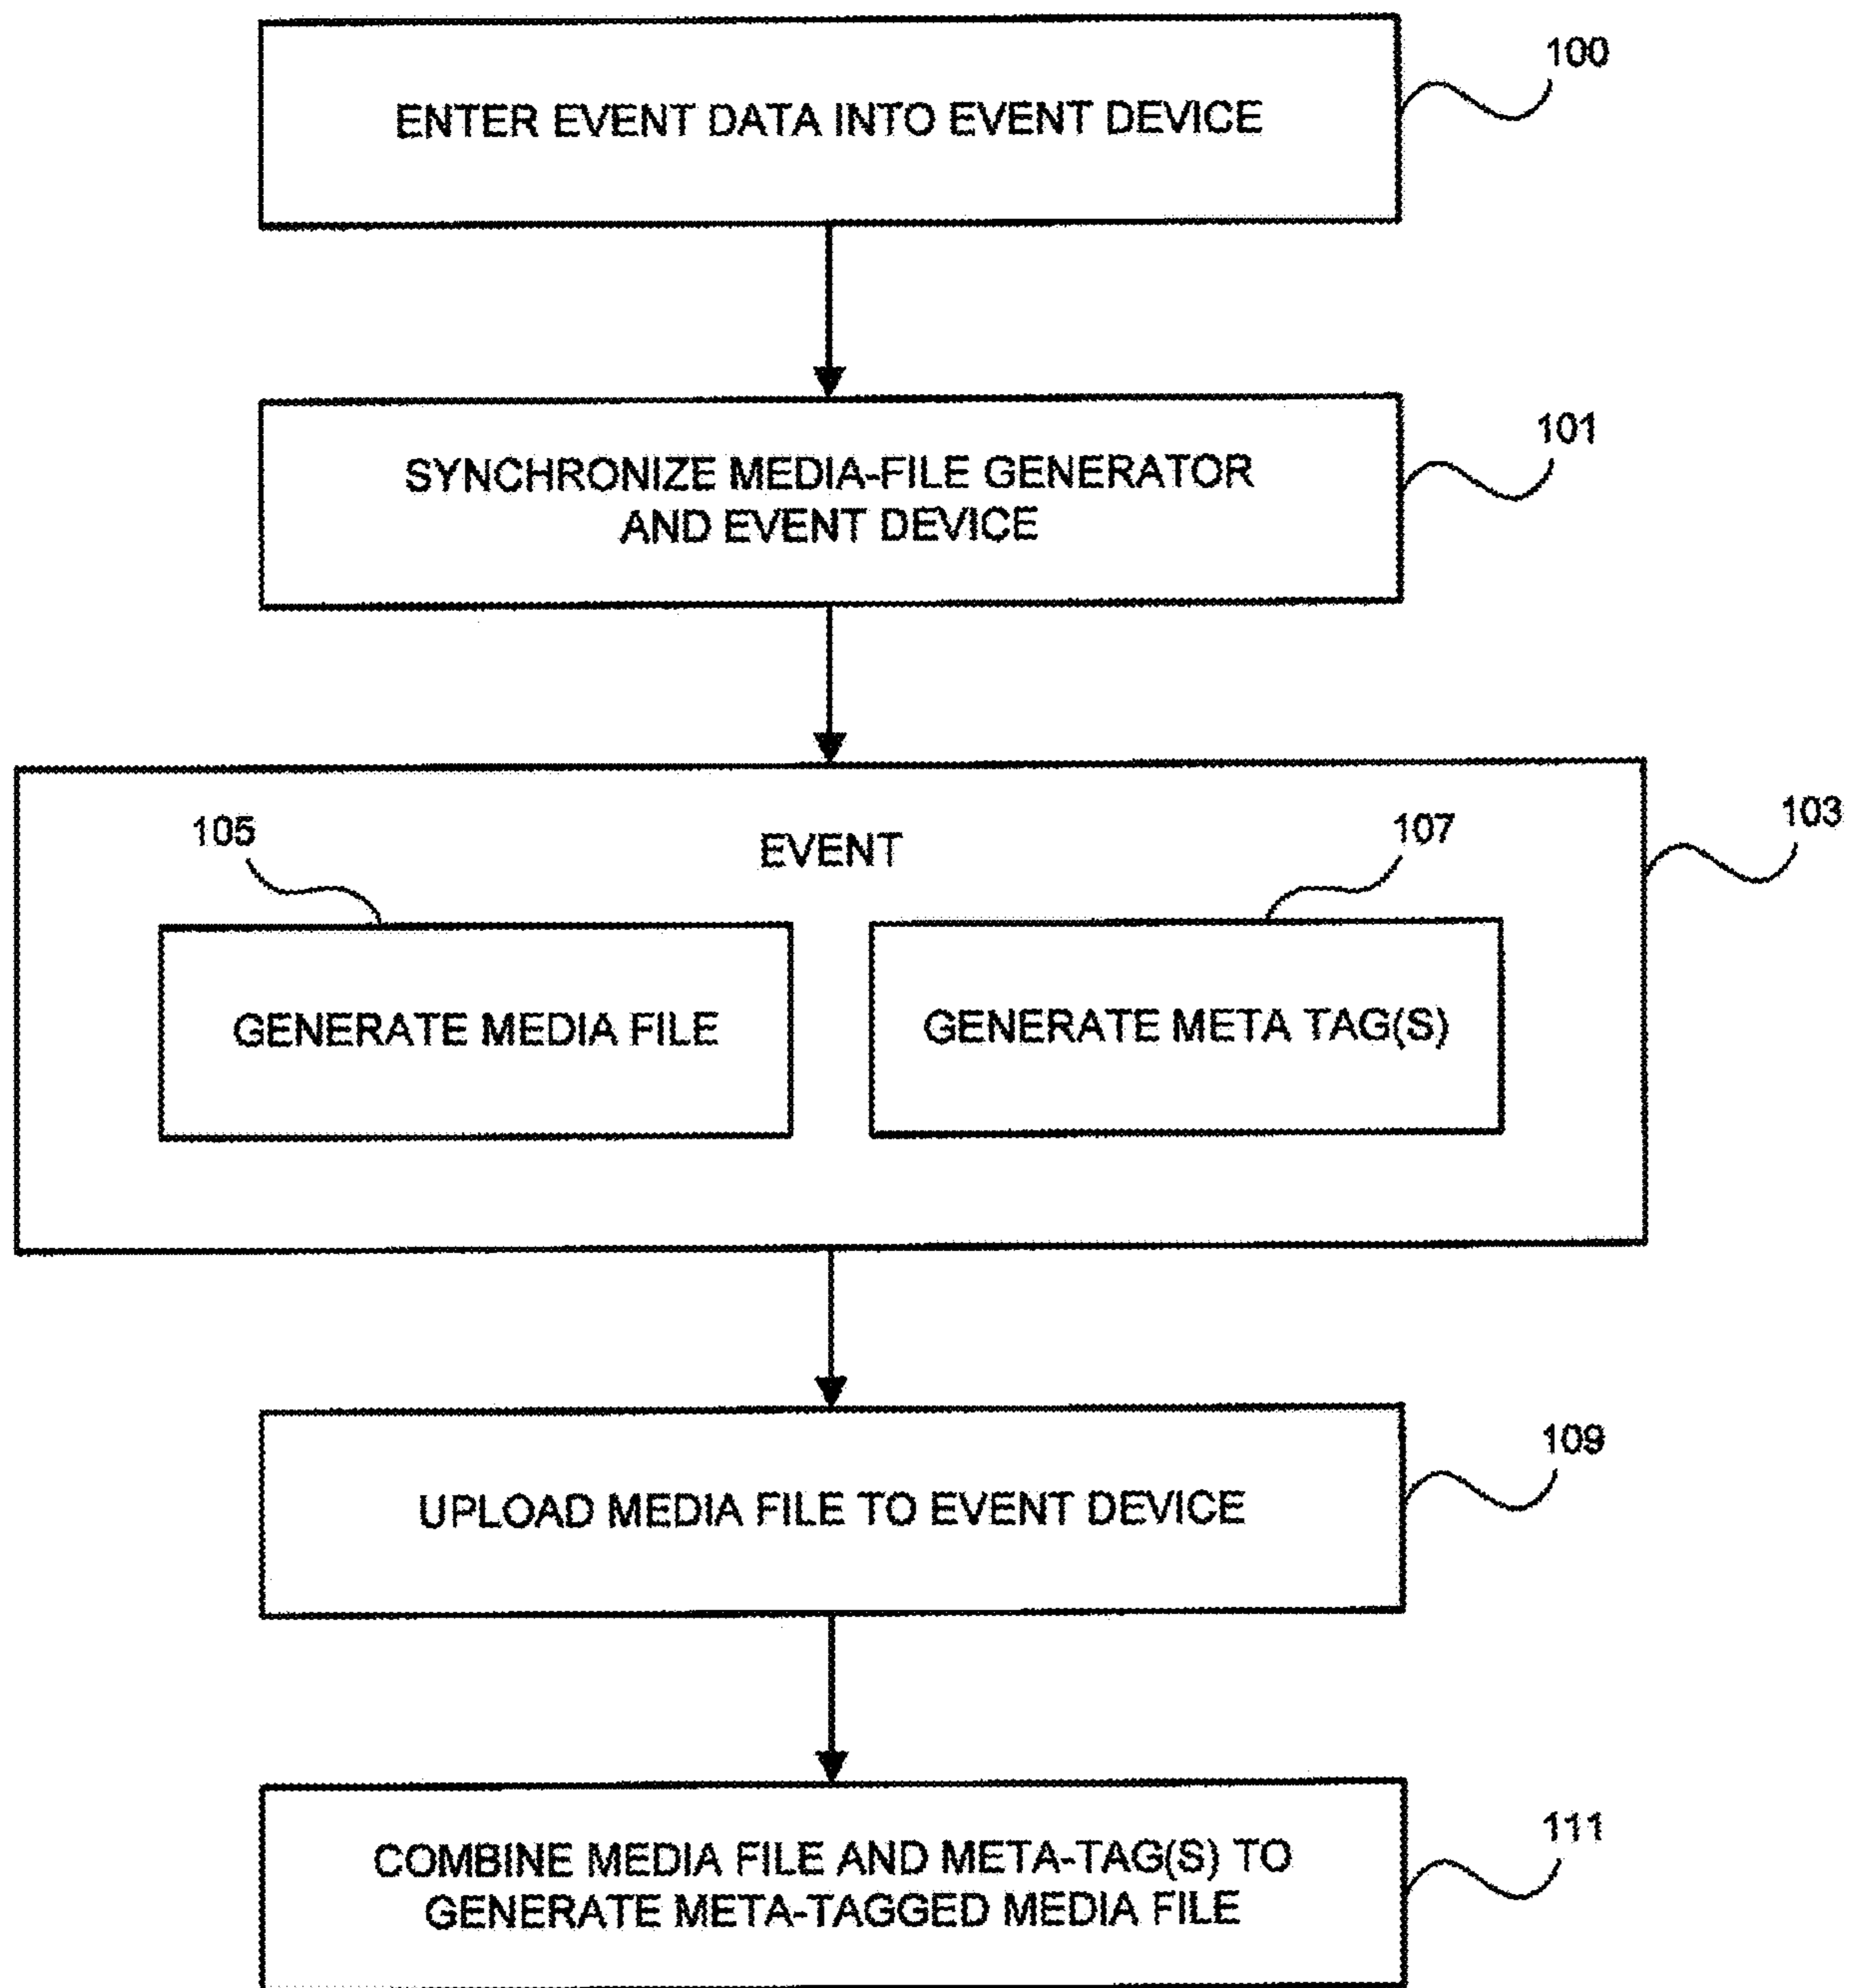 100
ENTER EVENT DATA INTO EVENT DEVICE
101
SYNCHRONIZE MEDIA-FILE GENERATOR
AND EVENT DEVICE
103
EVENT
105
107
GENERATE MEDIA FILE
GENERATE META TAG(S)
109
UPLOAD MEDIA FILE TO EVENT DEVICE
111
COMBINE MEDIA FILE AND META-TAG(S) TO
GENERATE META-TAGGED MEDIA FILE